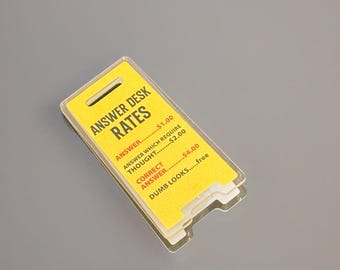 ANSWER DESK
RATES
ANSWER..........$1.00
ANSWER WHICH REQUIRE
THOUGHT.......$2.00
CORRECT
ANSWER.........$4.00
DUMB LOOKS.....free